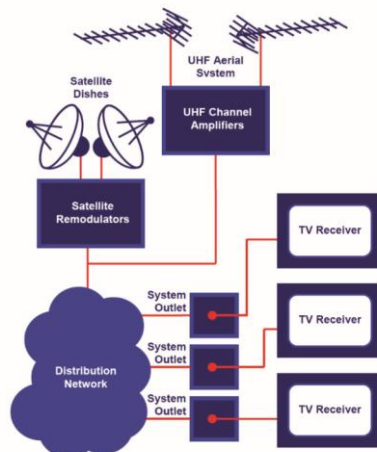 UHF Aerial
System
Satellite
Dishes
UHF Channel
Amplifiers
Satellite
Remodulators
TV Receiver
System
Outlet
TV Receiver
System
Outlet
Distribution
Network
System
Outlet
TV Receiver